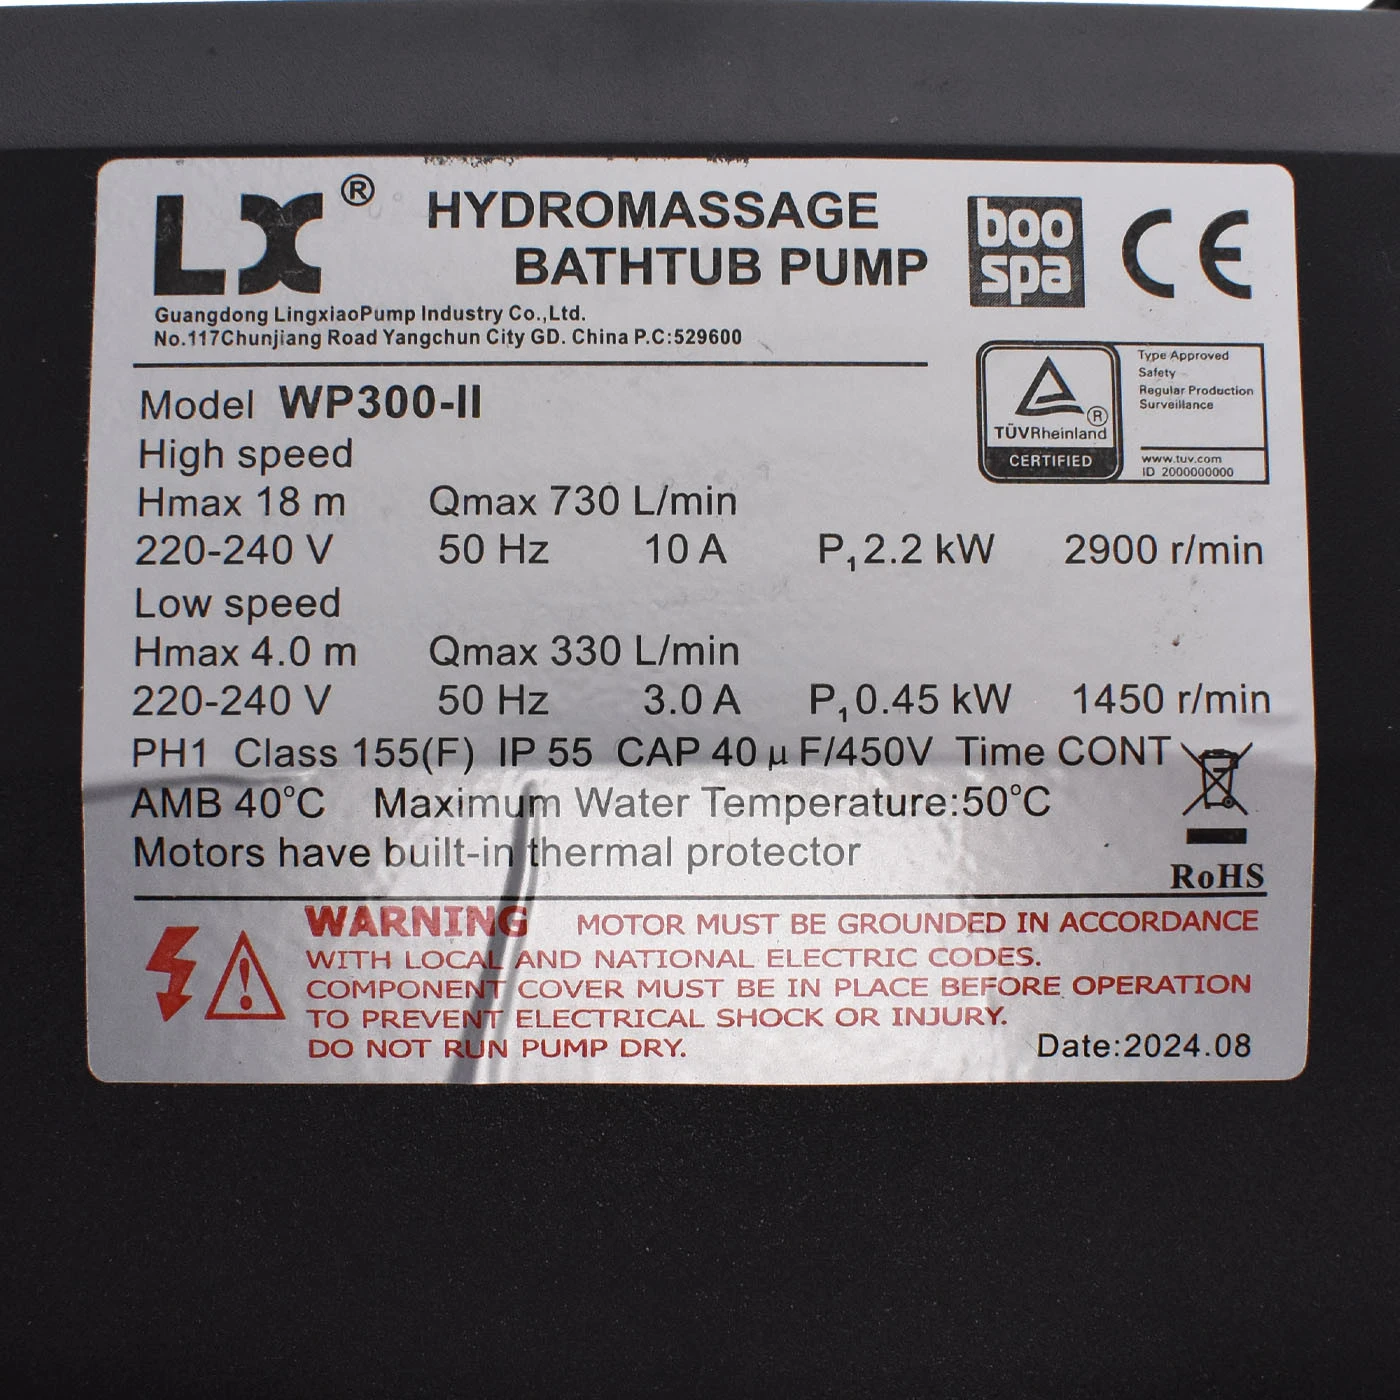 LX ® HYDROMASSAGE
BATHTUB PUMP
boo
spa
CE
Guangdong LingxiaoPump Industry Co.,Ltd.
No.117Chunjiang Road Yangchun City GD. China P.C:529600
TÜVRheinland ®
CERTIFIED
Type Approved
Safety
Regular Production
Surveillance
www.tuv.com
ID 2000000000
Model WP300-II
High speed
Hmax 18 m Qmax 730 L/min
220-240 V 50 Hz 10 A P₁2.2 kW 2900 r/min
Low speed
Hmax 4.0 m Qmax 330 L/min
220-240 V 50 Hz 3.0 A P₁0.45 kW 1450 r/min
PH1 Class 155(F) IP 55 CAP 40 μ F/450V Time CONT
AMB 40°C Maximum Water Temperature:50°C
Motors have built-in thermal protector
RoHS
WARNING MOTOR MUST BE GROUNDED IN ACCORDANCE
WITH LOCAL AND NATIONAL ELECTRIC CODES.
COMPONENT COVER MUST BE IN PLACE BEFORE OPERATION
TO PREVENT ELECTRICAL SHOCK OR INJURY.
DO NOT RUN PUMP DRY.
Date:2024.08